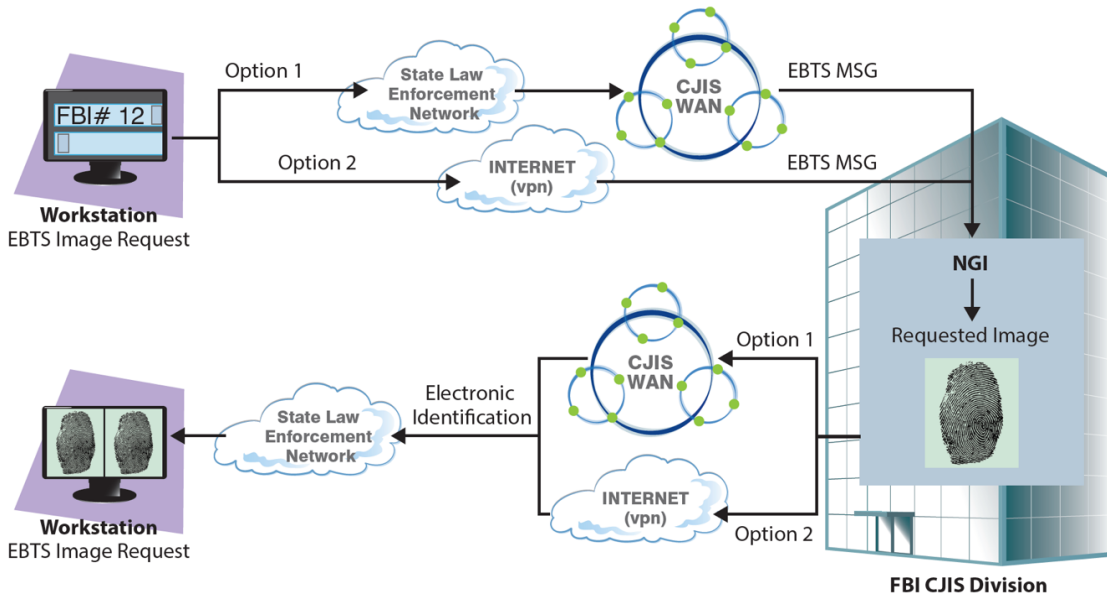 Option 1
State Law
Enforcement
Network
CJIS
WAN
EBTS MSG
FBI# 12
Option 2
INTERNET
(vpn)
EBTS MSG
Workstation
EBTS Image Request
NGI
Requested Image
Option 1
CJIS
WAN
Electronic
Identification
State Law
Enforcement
Network
INTERNET
(vpn)
Option 2
Workstation
EBTS Image Request
FBI CJIS Division